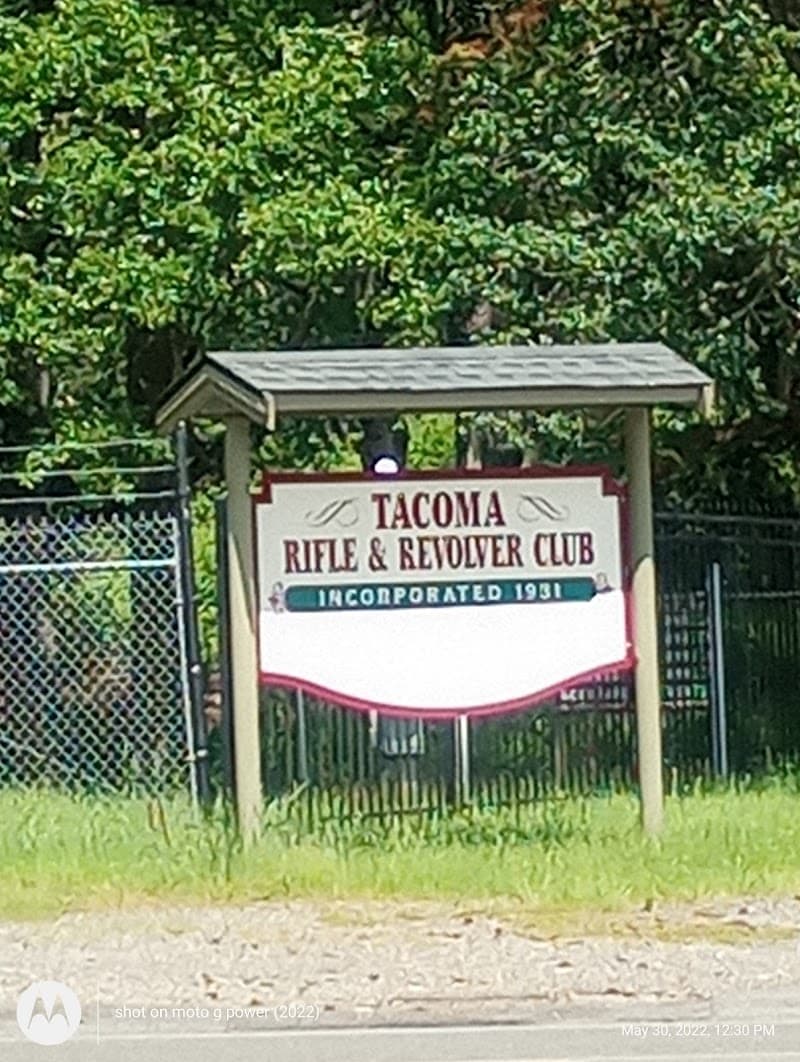 TACOMA
RIFLE & REVOLVER CLUB
INCORPORATED 1931
shot on moto g power (2022)
May 30, 2022, 12:30 PM